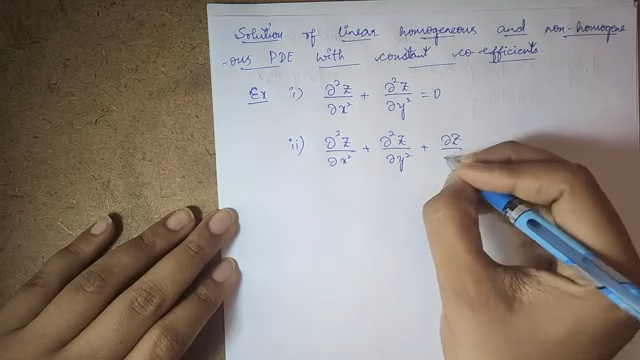 Solution of linear homogeneous and non-homogene
-ous PDE with constant co-efficients
Ex i) ∂²Z/∂x² + ∂²Z/∂y² = 0
ii) ∂²Z/∂x² + ∂²Z/∂y² + ∂Z